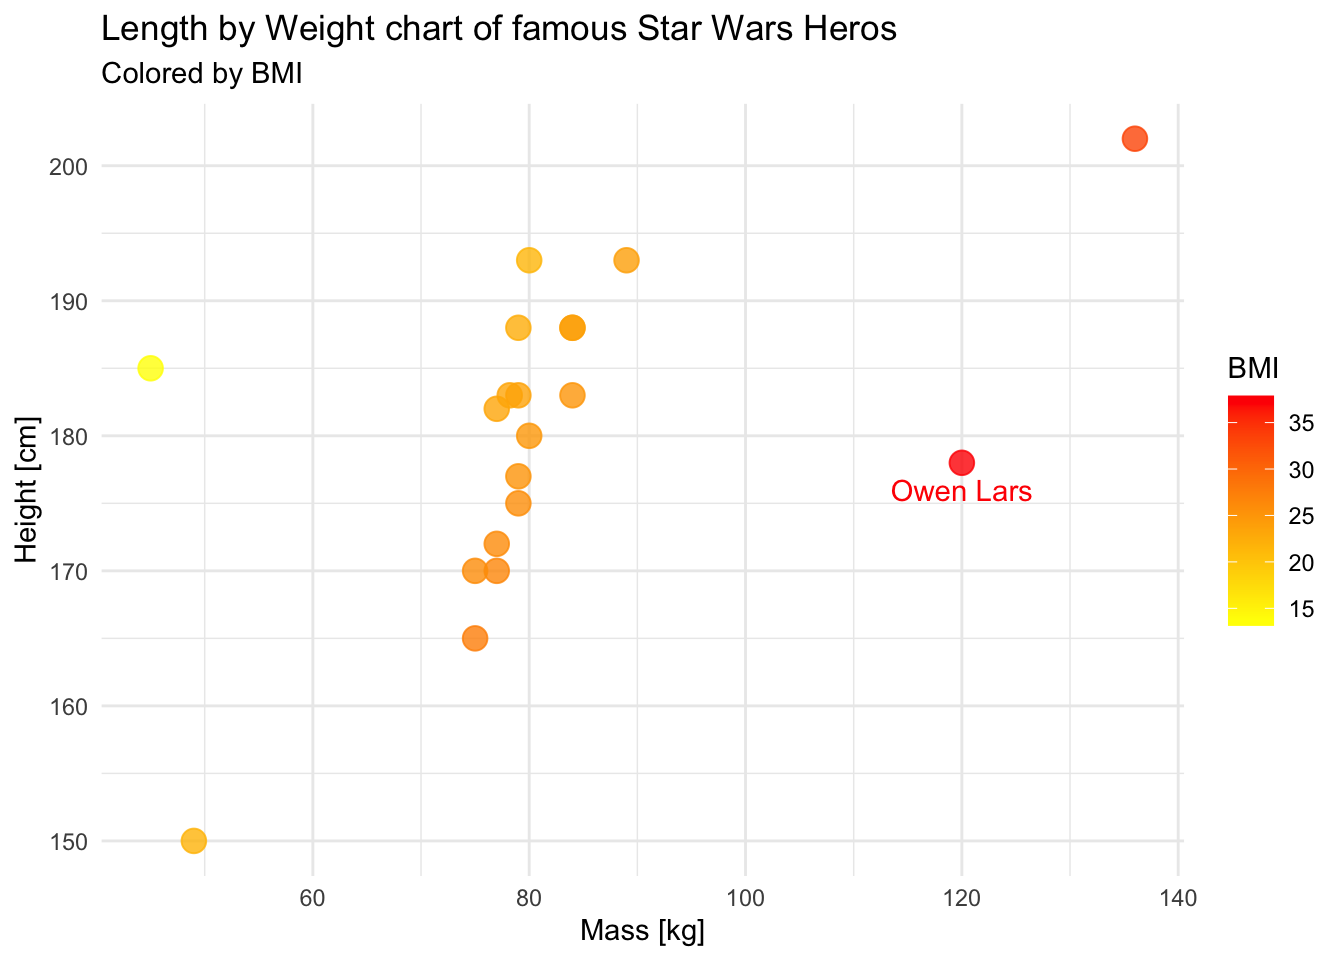 Length by Weight chart of famous Star Wars Heros
Colored by BMI
200
190
180
170
160
150
Height [cm]
Owen Lars
60 80 100 120 140
Mass [kg]
BMI
35
30
25
20
15